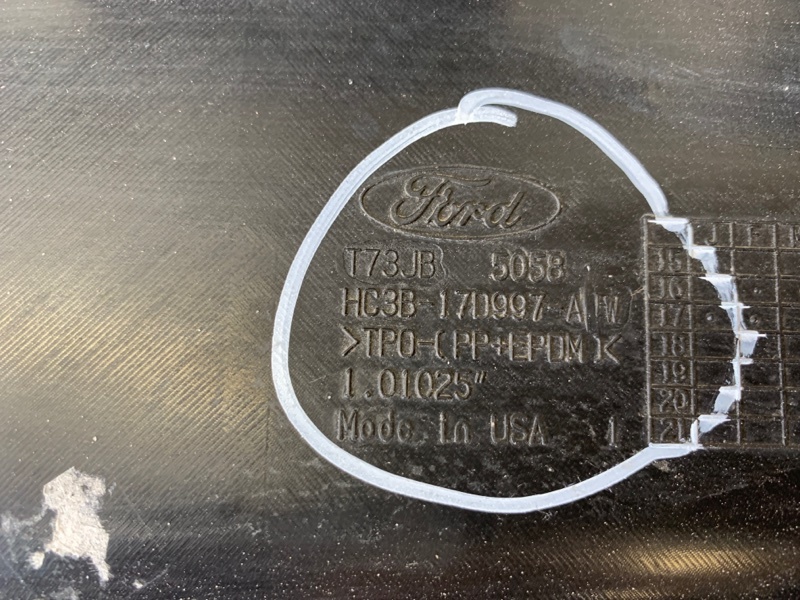 Ford
T73JB 5058
HC3B-17D997-A W
>TPO-(PP+EPDM)<
1.01025"
Made in USA 1
J F M
15
16
17
18
19
20
21